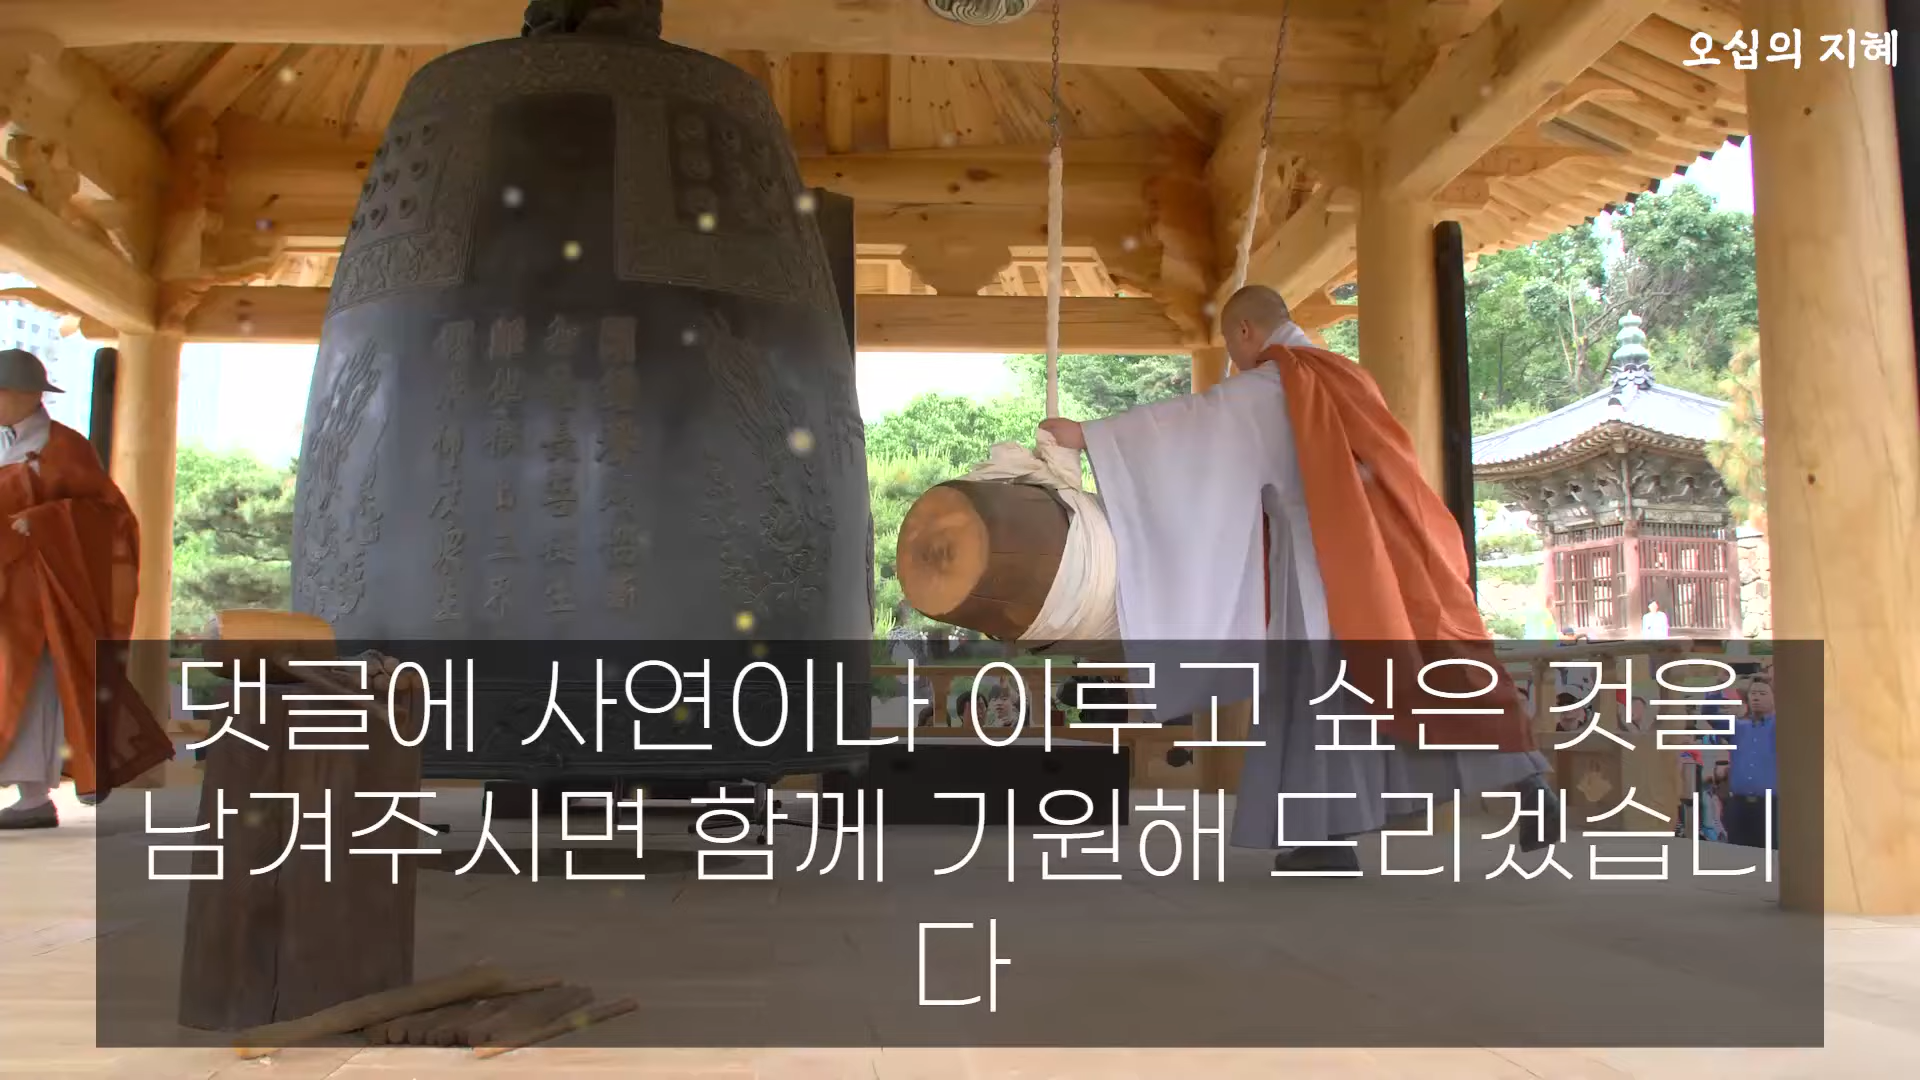 오십의 지혜
댓글에 사연이나 이루고 싶은 것을
남겨주시면 함께 기원해 드리겠습니
다